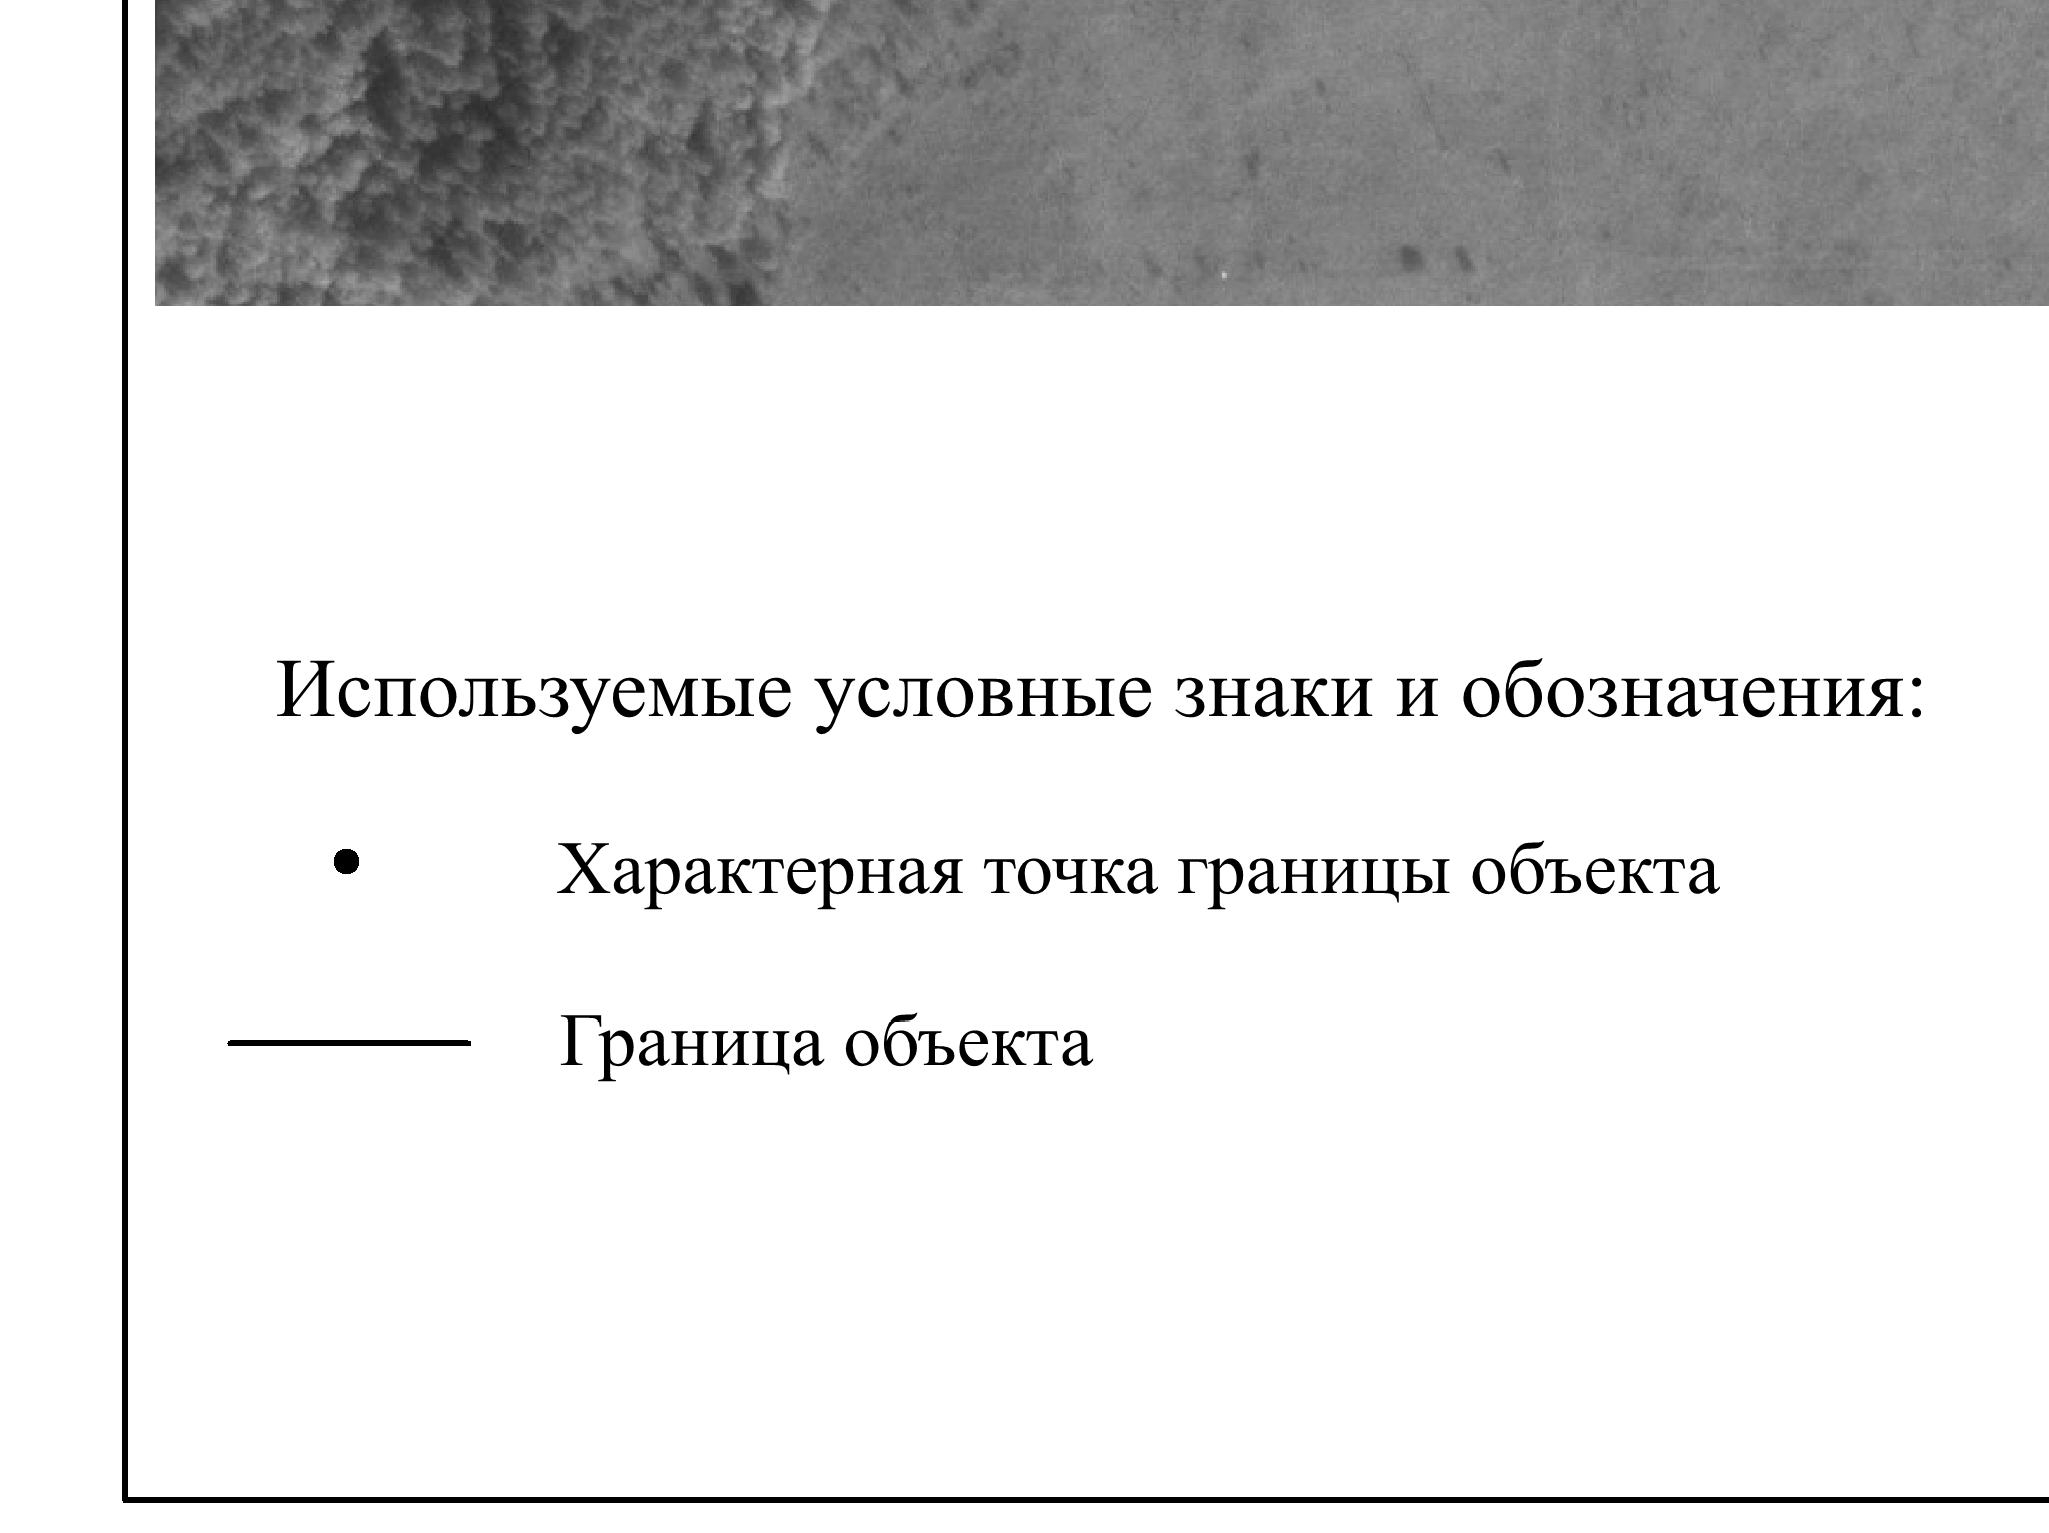 Используемые условные знаки и обозначения:
Характерная точка границы объекта
Граница объекта